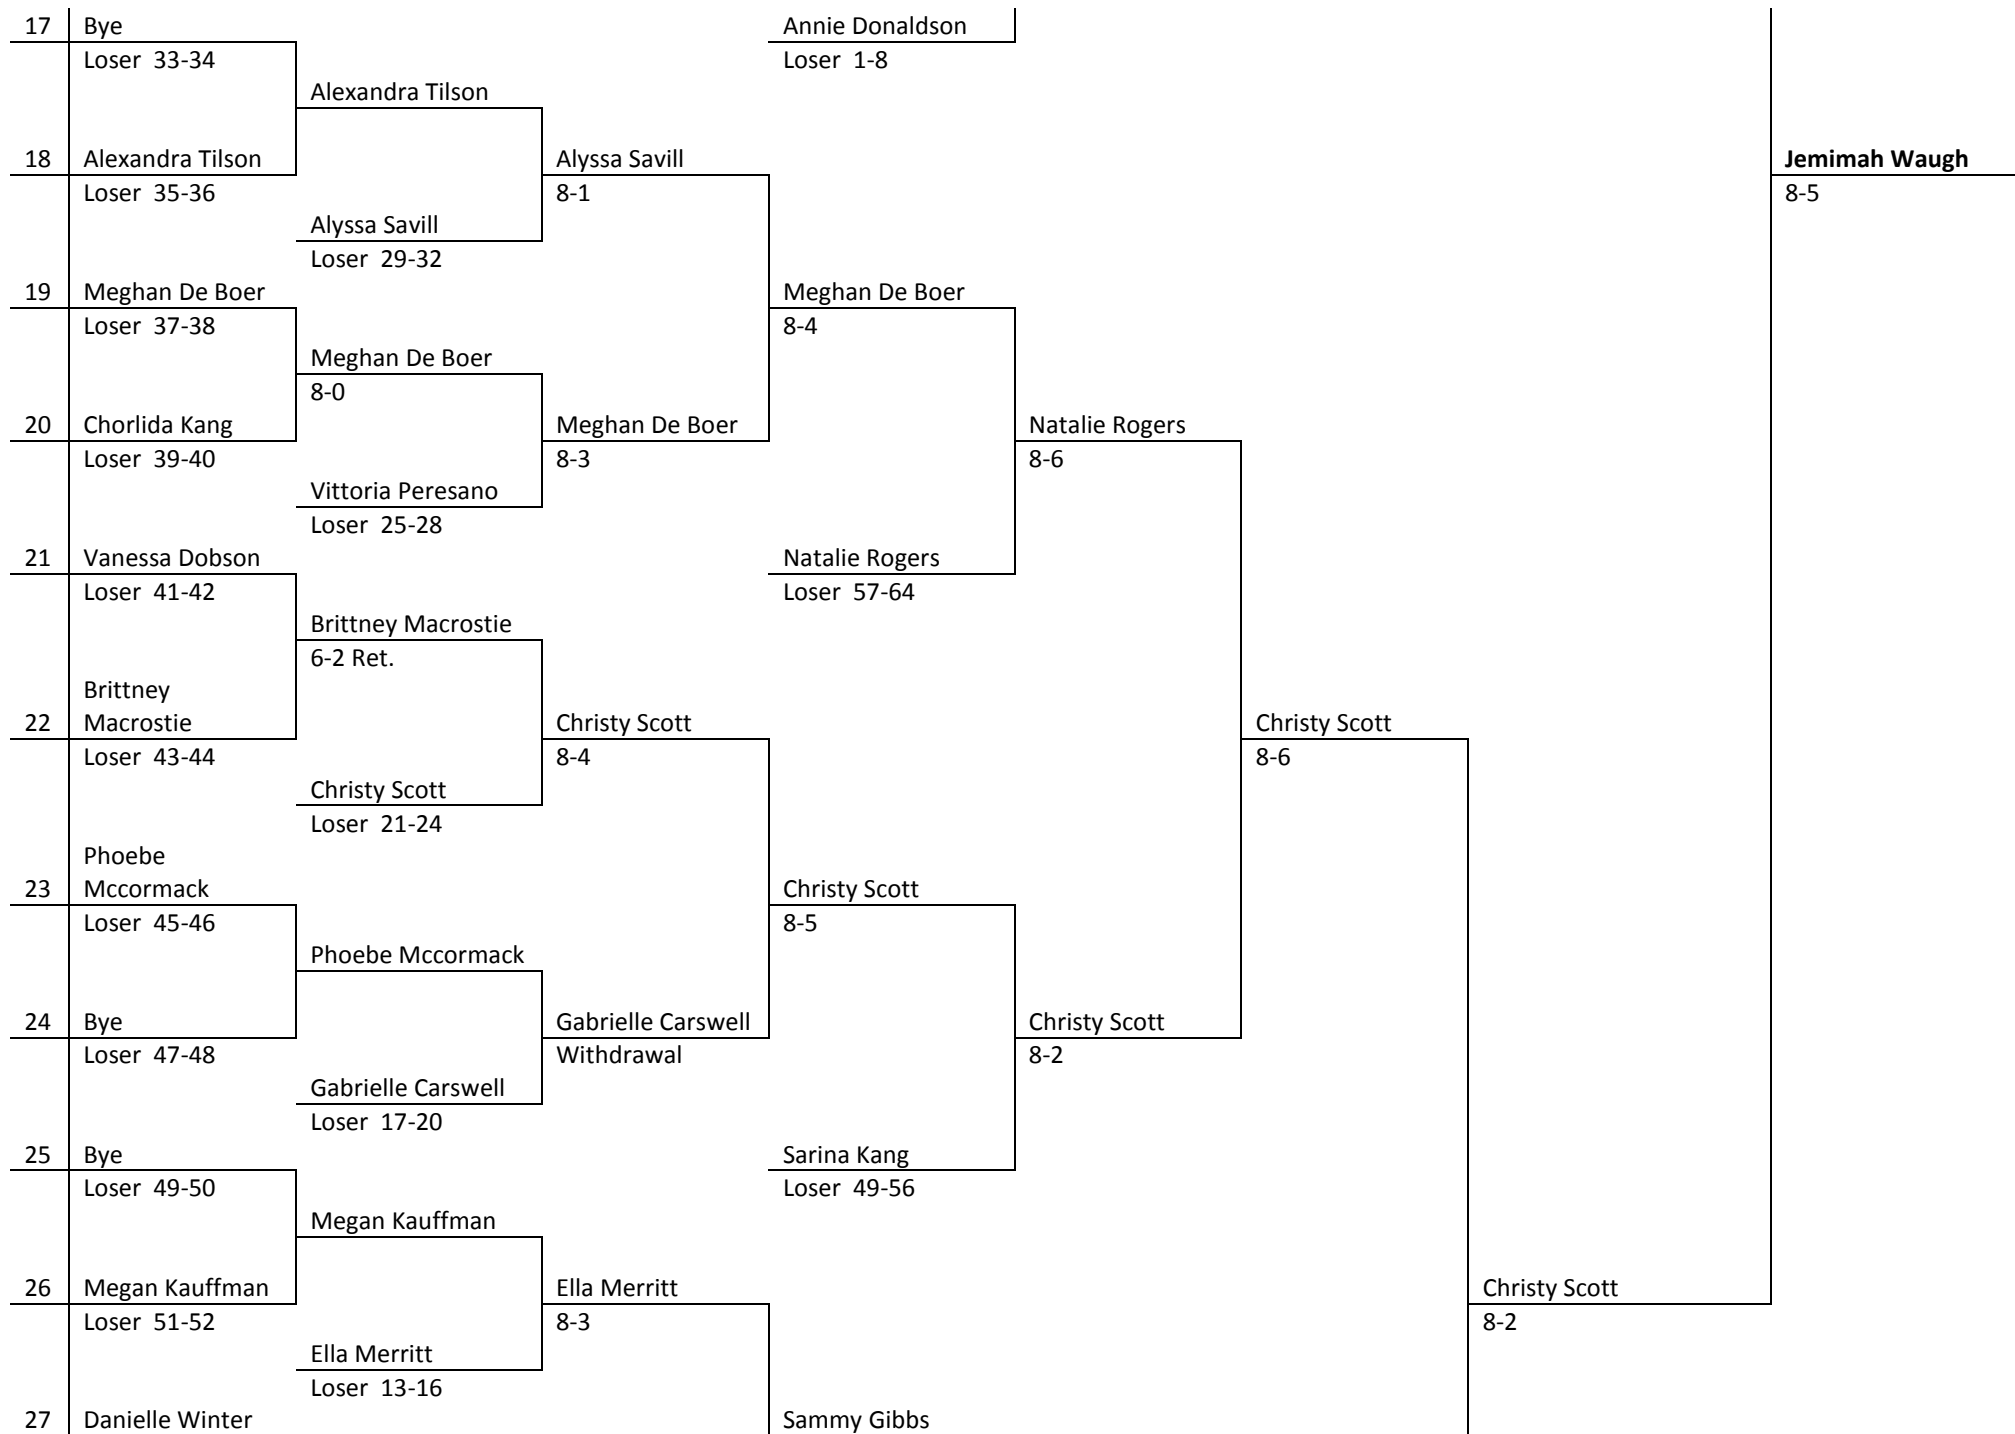 17 Bye Annie Donaldson
Loser 33-34 Loser 1-8
Alexandra Tilson
18 Alexandra Tilson Alyssa Savill Jemimah Waugh
Loser 35-36 8-1 8-5
Alyssa Savill
Loser 29-32
19 Meghan De Boer Meghan De Boer
Loser 37-38 8-4
Meghan De Boer
8-0
20 Chorlida Kang Meghan De Boer Natalie Rogers
Loser 39-40 8-3 8-6
Vittoria Peresano
Loser 25-28
21 Vanessa Dobson Natalie Rogers
Loser 41-42 Loser 57-64
Brittney Macrostie
6-2 Ret.
Brittney
22 Macrostie Christy Scott Christy Scott
Loser 43-44 8-4 8-6
Christy Scott
Loser 21-24
Phoebe
23 Mccormack Christy Scott
Loser 45-46 8-5
Phoebe Mccormack
24 Bye Gabrielle Carswell Christy Scott
Loser 47-48 Withdrawal 8-2
Gabrielle Carswell
Loser 17-20
25 Bye Sarina Kang
Loser 49-50 Loser 49-56
Megan Kauffman
26 Megan Kauffman Ella Merritt Christy Scott
Loser 51-52 8-3 8-2
Ella Merritt
Loser 13-16
27 Danielle Winter Sammy Gibbs